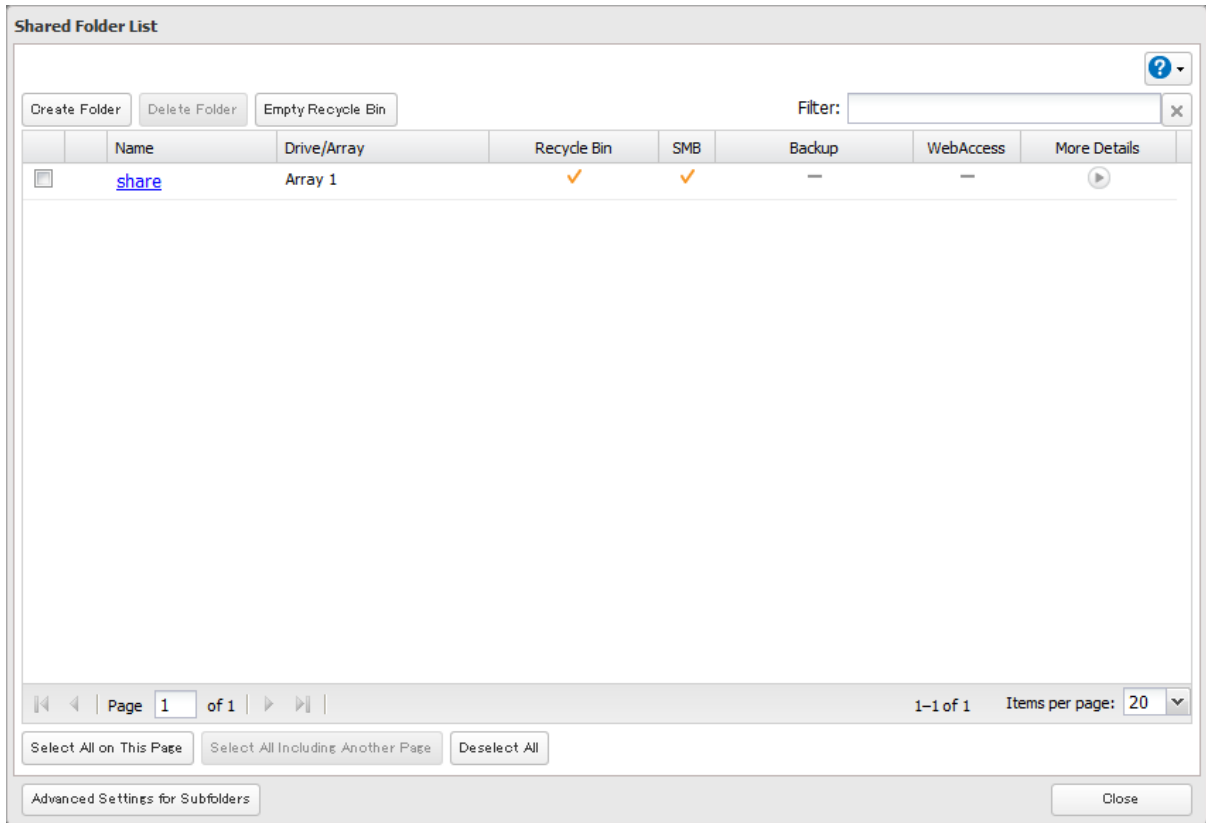 Shared Folder List
?
Create Folder Delete Folder Empty Recycle Bin Filter:
Name Drive/Array Recycle Bin SMB Backup WebAccess More Details
share Array 1
Page 1 of 1 1–1 of 1 Items per page: 20
Select All on This Page Select All Including Another Page Deselect All
Advanced Settings for Subfolders Close